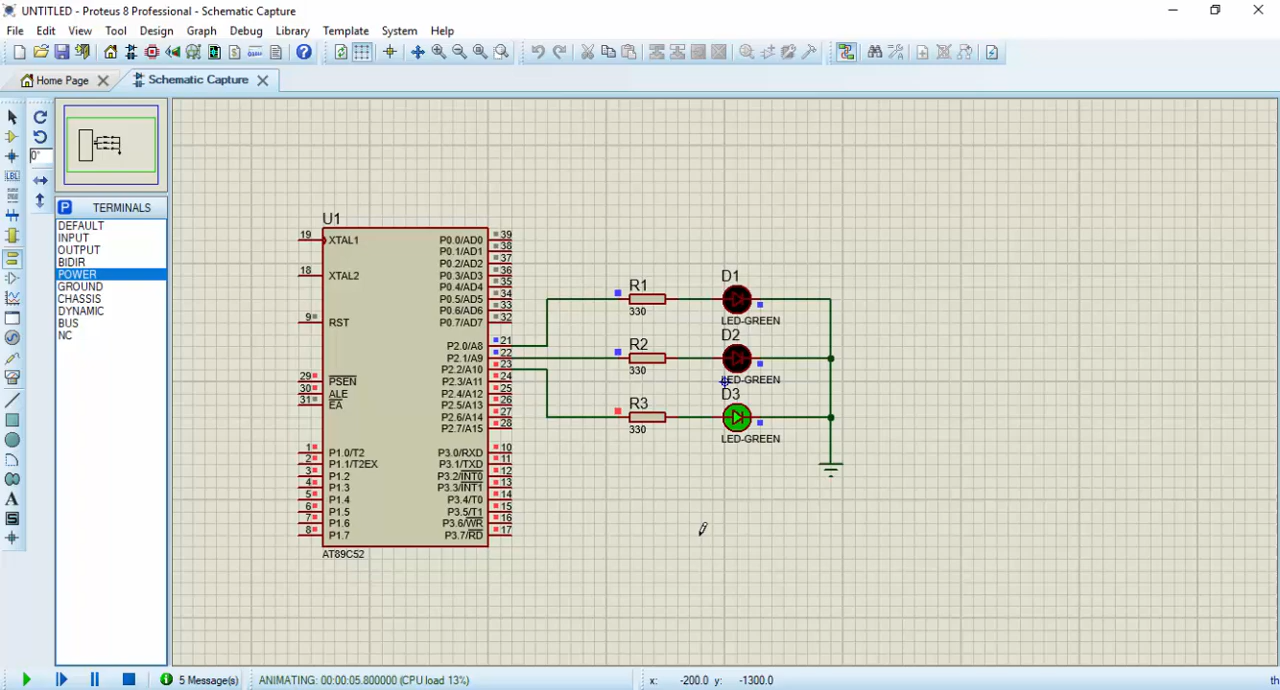 UNTITLED - Proteus 8 Professional - Schematic Capture
File Edit View Tool Design Graph Debug Library Template System Help
Home Page
Schematic Capture
0°
P TERMINALS
DEFAULT
INPUT
OUTPUT
BIDIR
POWER
GROUND
CHASSIS
DYNAMIC
BUS
NC
LBL
A
U1
19 XTAL1
18 XTAL2
9 RST
29 PSEN
30 ALE
31 EA
1 P1.0/T2
2 P1.1/T2EX
3 P1.2
4 P1.3
5 P1.4
6 P1.5
7 P1.6
8 P1.7
P0.0/AD0 39
P0.1/AD1 38
P0.2/AD2 37
P0.3/AD3 36
P0.4/AD4 35
P0.5/AD5 34
P0.6/AD6 33
P0.7/AD7 32
P2.0/A8 21
P2.1/A9 22
P2.2/A10 23
P2.3/A11 24
P2.4/A12 25
P2.5/A13 26
P2.6/A14 27
P2.7/A15 28
P3.0/RXD 10
P3.1/TXD 11
P3.2/INT0 12
P3.3/INT1 13
P3.4/T0 14
P3.5/T1 15
P3.6/WR 16
P3.7/RD 17
AT89C52
R1
330
R2
330
R3
330
D1
LED-GREEN
D2
LED-GREEN
D3
LED-GREEN
5 Message(s)
ANIMATING: 00:00:05.800000 (CPU load 13%)
x: -200.0 y: -1300.0
th